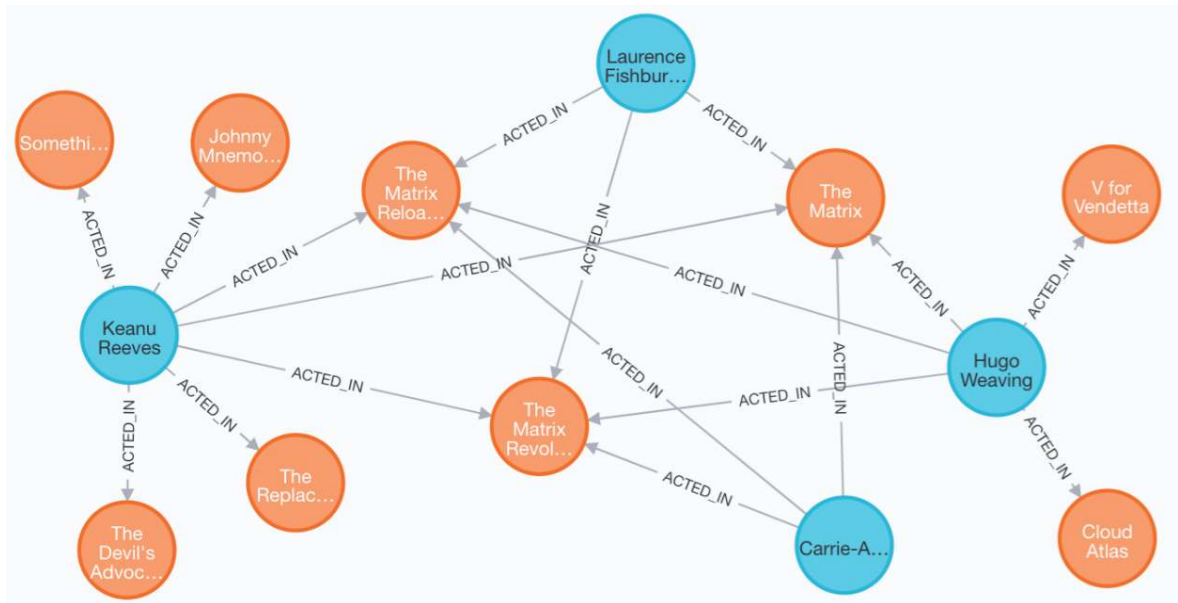 Laurence
Fishbur…
ACTED_IN
ACTED_IN
Somethi…
Johnny
Mnemo…
The
Matrix
Reloa…
The
Matrix
V for
Vendetta
ACTED_IN
ACTED_IN
ACTED_IN
ACTED_IN
ACTED_IN
ACTED_IN
ACTED_IN
ACTED_IN
Keanu
Reeves
Hugo
Weaving
ACTED_IN
ACTED_IN
ACTED_IN
ACTED_IN
ACTED_IN
ACTED_IN
The
Matrix
Revol…
ACTED_IN
ACTED_IN
The
Replac…
The
Devil's
Advoc…
Carrie-A…
Cloud
Atlas